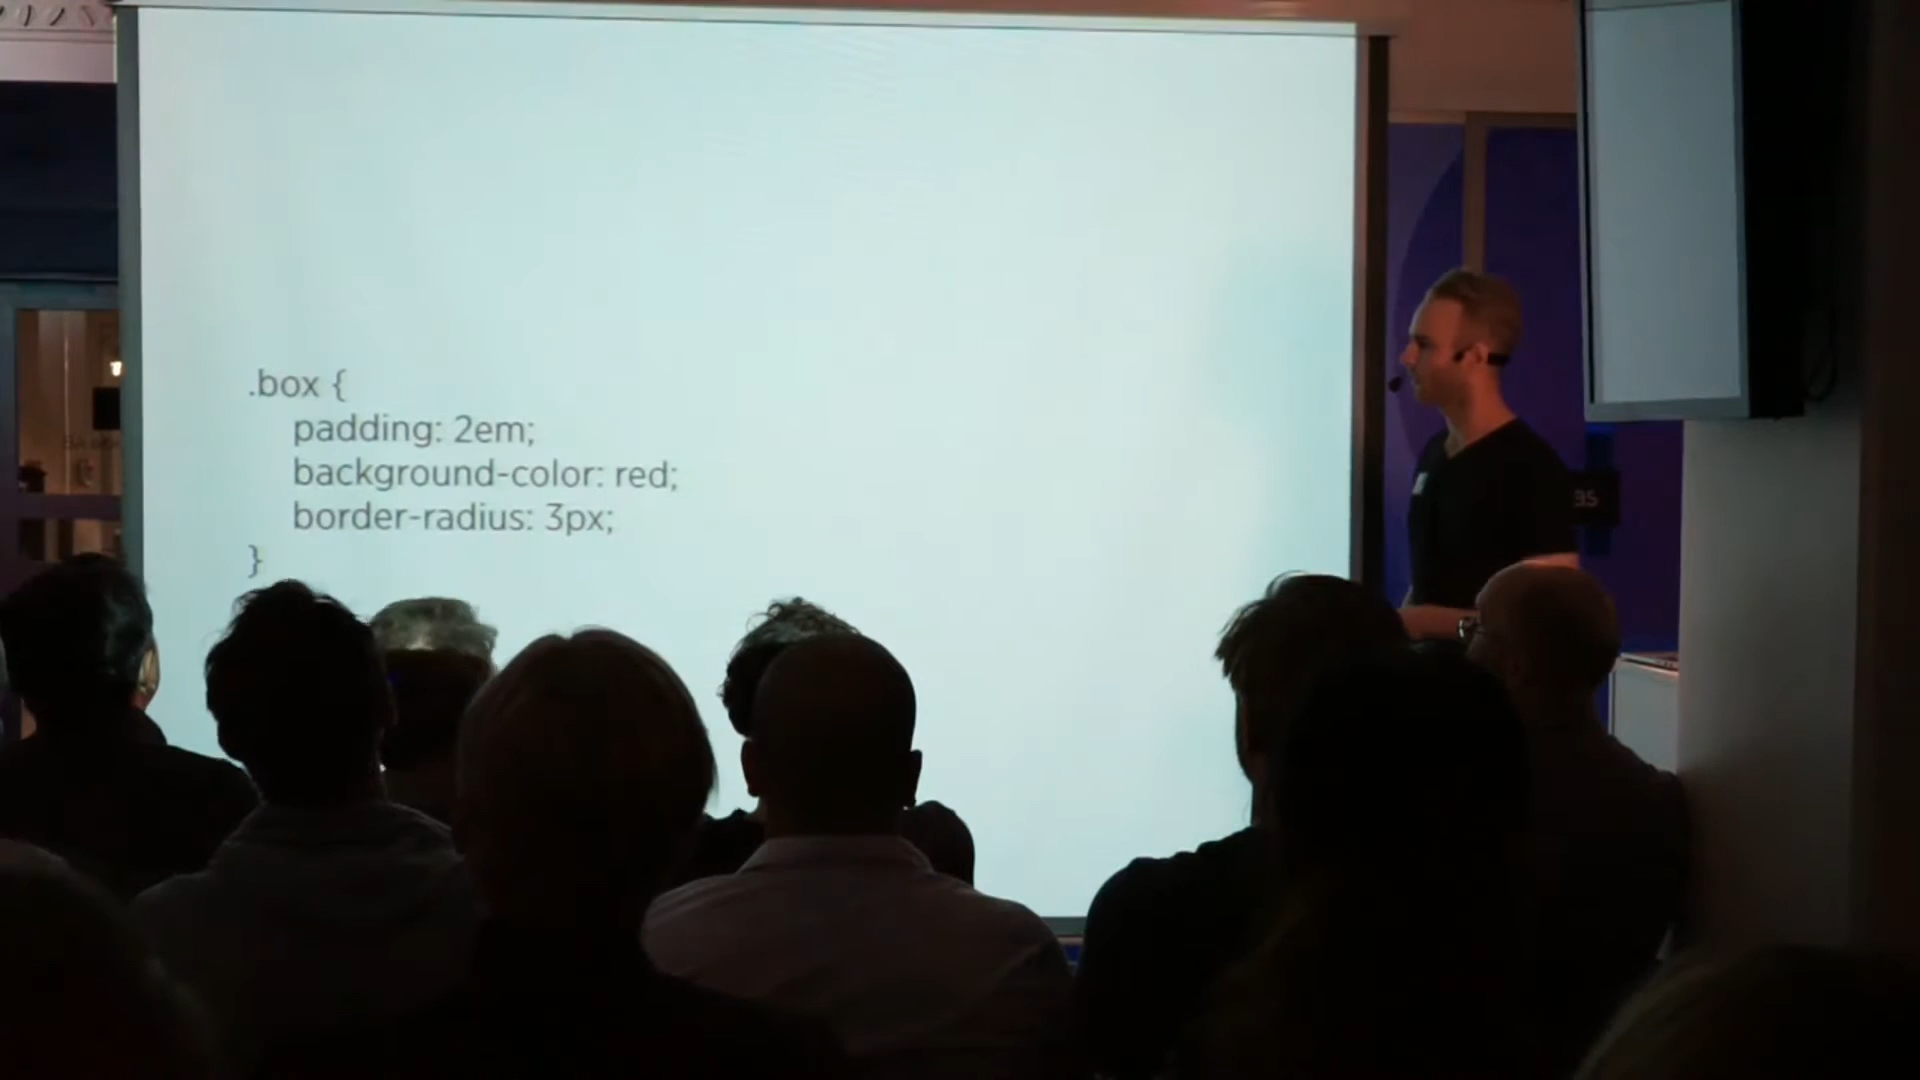 .box {
padding: 2em;
background-color: red;
border-radius: 3px;
}